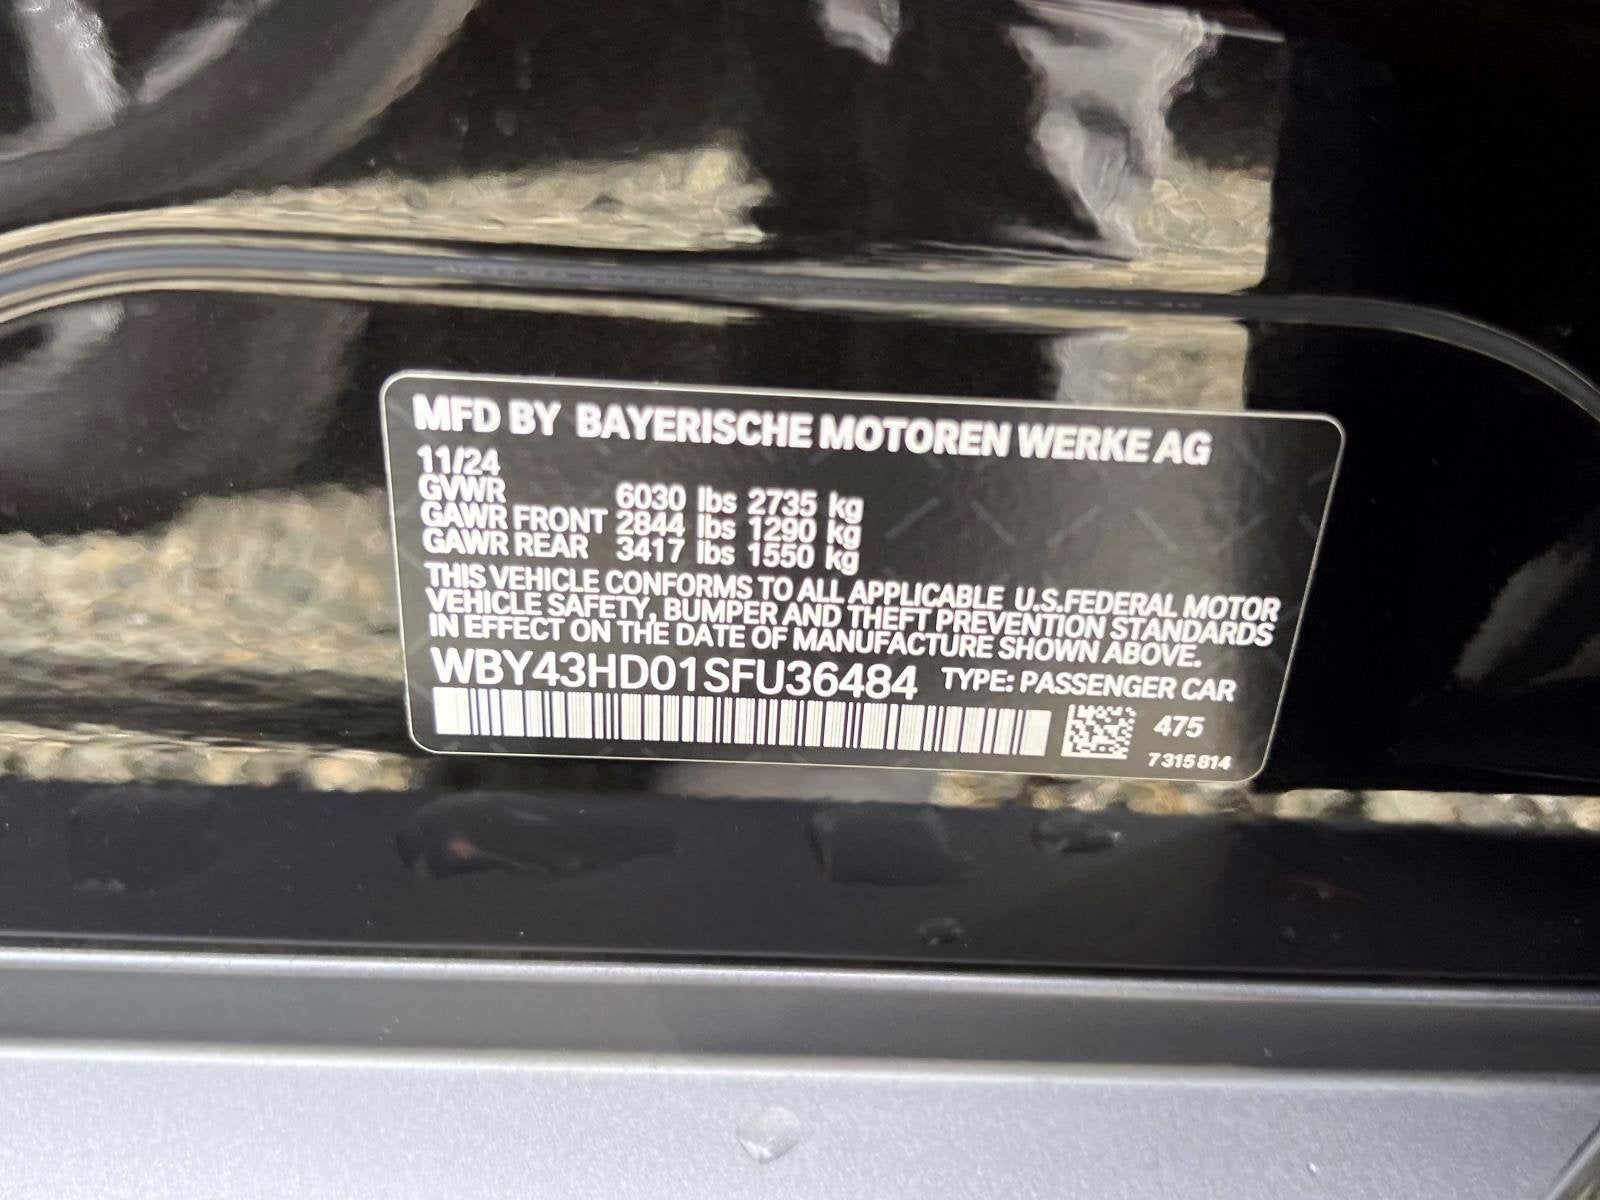 MFD BY BAYERISCHE MOTOREN WERKE AG
11/24
GVWR 6030 lbs 2735 kg
GAWR FRONT 2844 lbs 1290 kg
GAWR REAR 3417 lbs 1550 kg
THIS VEHICLE CONFORMS TO ALL APPLICABLE U.S.FEDERAL MOTOR
VEHICLE SAFETY, BUMPER AND THEFT PREVENTION STANDARDS
IN EFFECT ON THE DATE OF MANUFACTURE SHOWN ABOVE.
WBY43HD01SFU36484 TYPE: PASSENGER CAR
475
7 315 814